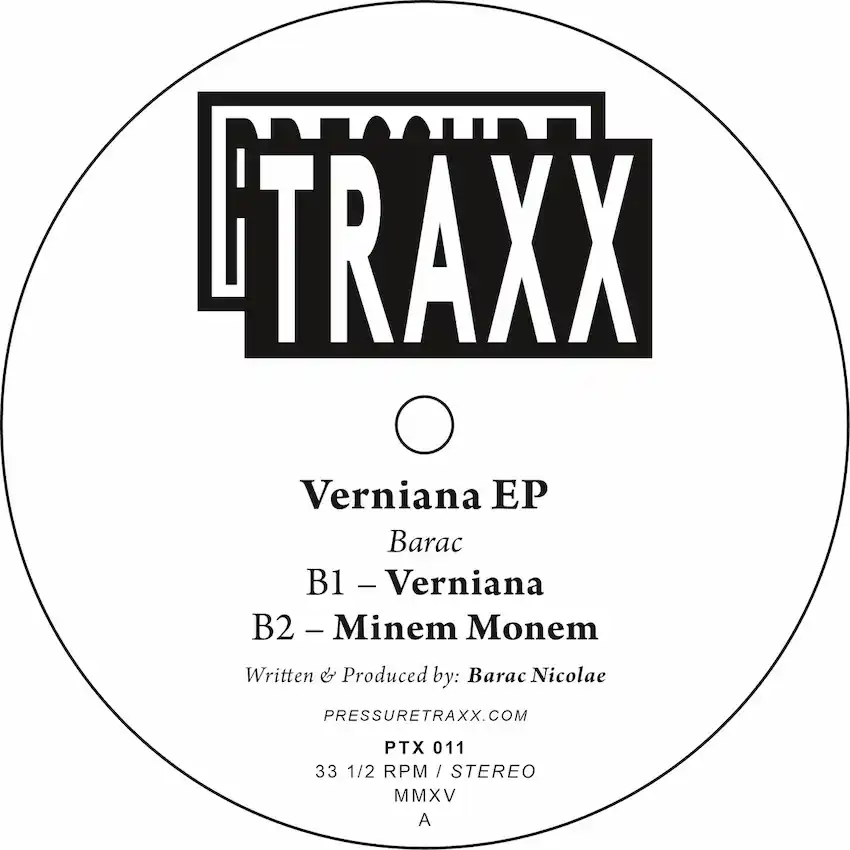 PRESSURE
TRAXX
Verniana EP
Barac
B1 – Verniana
B2 – Minem Monem
Written & Produced by: Barac Nicolae
PRESSURETRAXX.COM
PTX 011
33 1/2 RPM / STEREO
MMXV
A